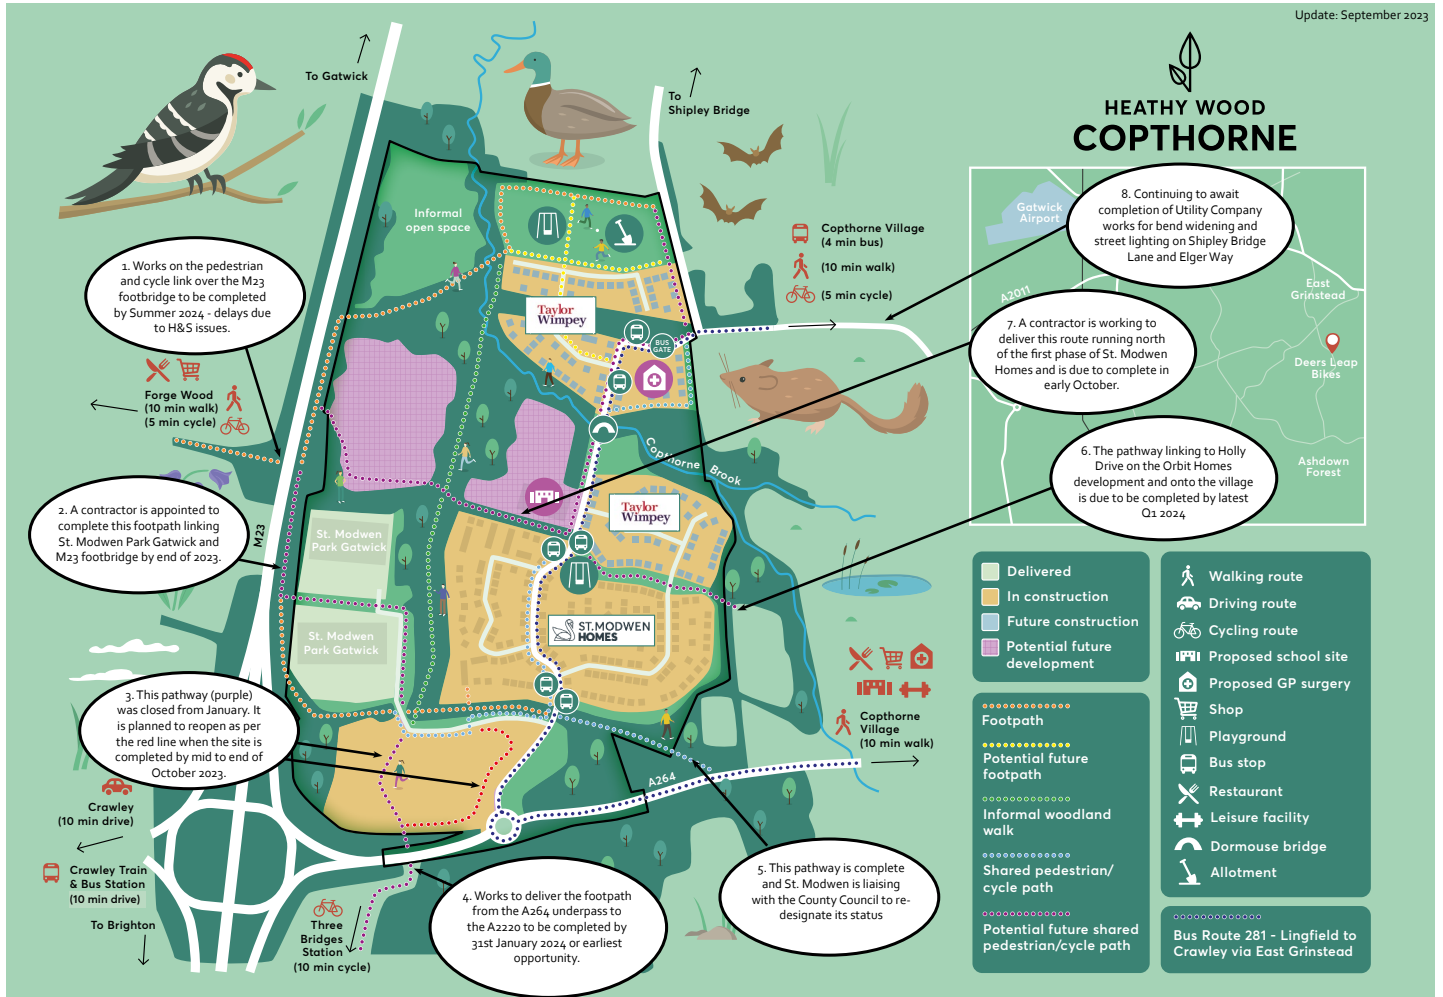 Update: September 2023
HEATHY WOOD
COPTHORNE
To Gatwick
To
Shipley Bridge
Informal
open space
Copthorne Village
(4 min bus)
(10 min walk)
(5 min cycle)
1. Works on the pedestrian
and cycle link over the M23
footbridge to be completed
by Summer 2024 - delays due
to H&S issues.
8. Continuing to await
completion of Utility Company
works for bend widening and
street lighting on Shipley Bridge
Lane and Elger Way
Gatwick
Airport
A2011
East
Grinstead
Deers Leap
Bikes
Ashdown
Forest
7. A contractor is working to
deliver this route running north
of the first phase of St. Modwen
Homes and is due to complete in
early October.
6. The pathway linking to Holly
Drive on the Orbit Homes
development and onto the village
is due to be completed by latest
Q1 2024
Taylor
Wimpey
BUS
GATE
Forge Wood
(10 min walk)
(5 min cycle)
Copthorne Brook
Taylor
Wimpey
2. A contractor is appointed to
complete this footpath linking
St. Modwen Park Gatwick and
M23 footbridge by end of 2023.
M23
St. Modwen
Park Gatwick
St. Modwen
Park Gatwick
ST.MODWEN
HOMES
3. This pathway (purple)
was closed from January. It
is planned to reopen as per
the red line when the site is
completed by mid to end of
October 2023.
Copthorne
Village
(10 min walk)
A264
Crawley
(10 min drive)
Crawley Train
& Bus Station
(10 min drive)
To Brighton
Three
Bridges
Station
(10 min cycle)
4. Works to deliver the footpath
from the A264 underpass to
the A2220 to be completed by
31st January 2024 or earliest
opportunity.
5. This pathway is complete
and St. Modwen is liaising
with the County Council to re-
designate its status
Delivered
In construction
Future construction
Potential future
development
Footpath
Potential future
footpath
Informal woodland
walk
Shared pedestrian/
cycle path
Potential future shared
pedestrian/cycle path
Walking route
Driving route
Cycling route
Proposed school site
Proposed GP surgery
Shop
Playground
Bus stop
Restaurant
Leisure facility
Dormouse bridge
Allotment
Bus Route 281 - Lingfield to
Crawley via East Grinstead